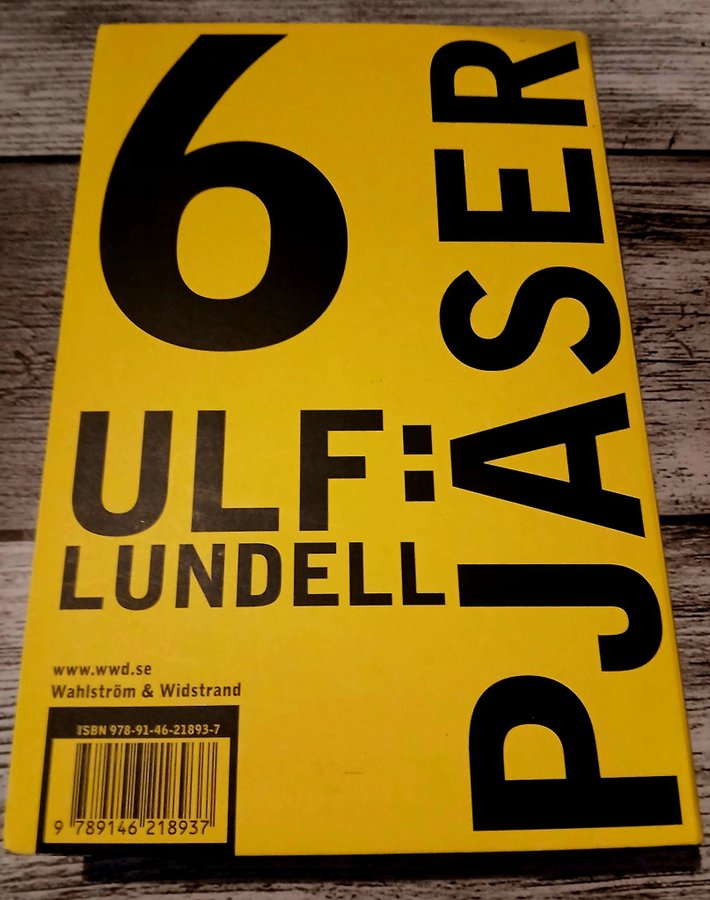 6
PJÄSER
ULF
LUNDELL
www.wwd.se
Wahlström & Widstrand
ISBN 978-91-46-21893-7
9 789146 218937